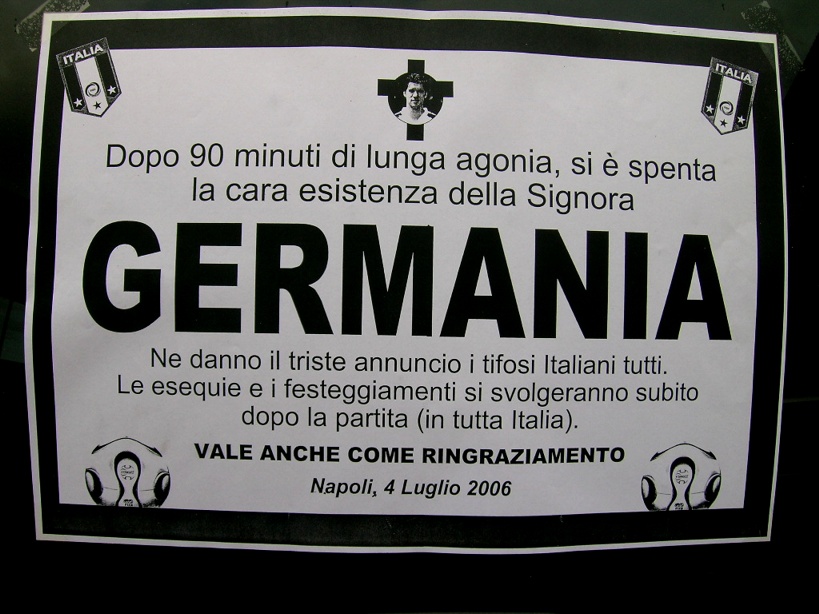 ITALIA
ITALIA
Dopo 90 minuti di lunga agonia, si è spenta
la cara esistenza della Signora
GERMANIA
Ne danno il triste annuncio i tifosi Italiani tutti.
Le esequie e i festeggiamenti si svolgeranno subito
dopo la partita (in tutta Italia).
VALE ANCHE COME RINGRAZIAMENTO
Napoli, 4 Luglio 2006